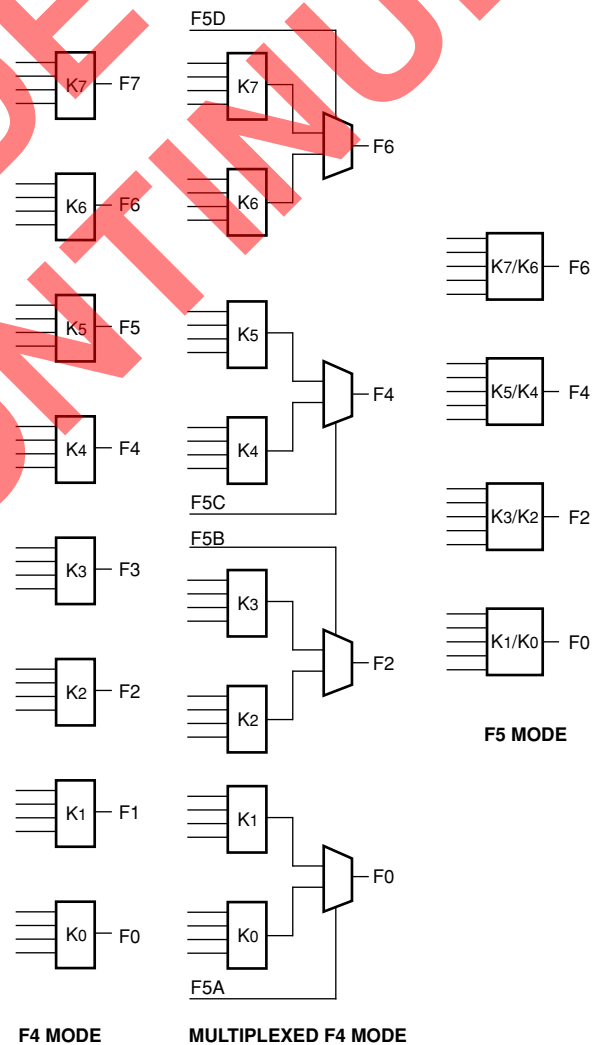 F5D
K7 F7
K7
F6
K6 F6
K6
K7/K6 F6
K5 F5
K5
F4
K5/K4 F4
K4 F4
K4
F5C
K3/K2 F2
F5B
K3 F3
K3
F2
K1/K0 F0
K2 F2
K2
F5 MODE
K1 F1
K1
F0
K0 F0
K0
F5A
F4 MODE MULTIPLEXED F4 MODE